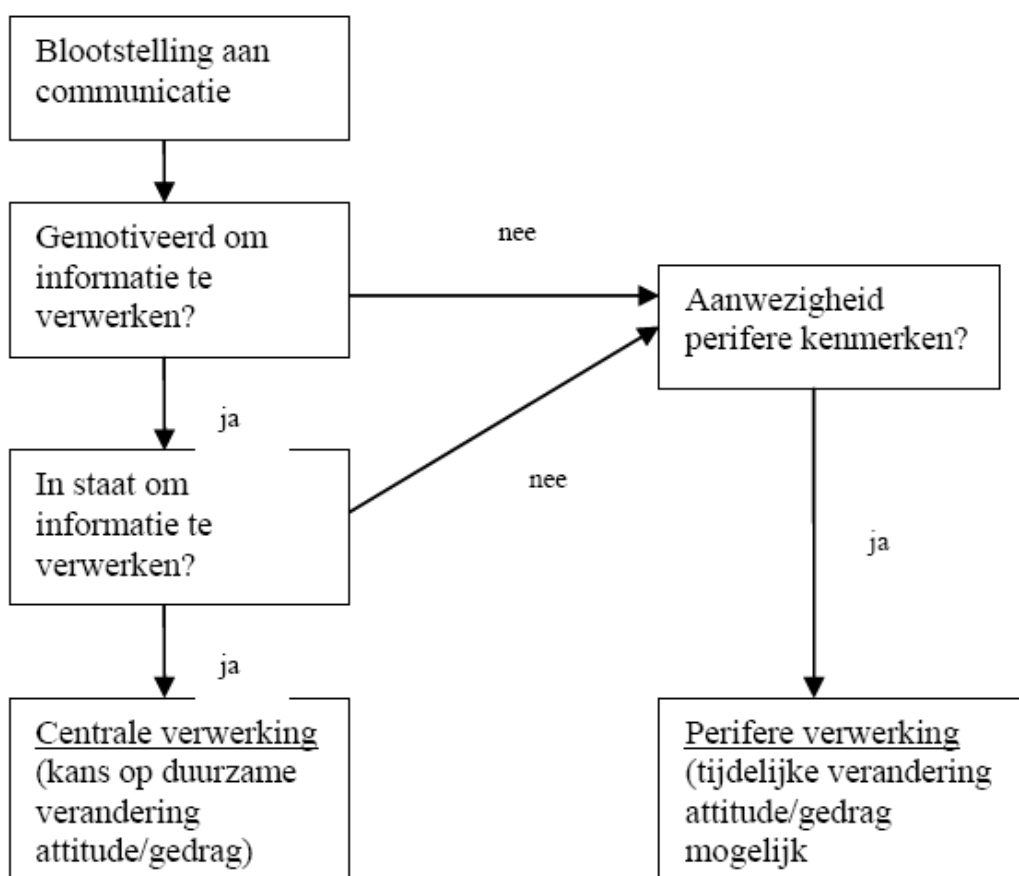 Blootstelling aan
communicatie
Gemotiveerd om
informatie te
verwerken?
nee
Aanwezigheid
perifere kenmerken?
ja
In staat om
informatie te
verwerken?
nee
ja
ja
Centrale verwerking
(kans op duurzame
verandering
attitude/gedrag)
Perifere verwerking
(tijdelijke verandering
attitude/gedrag
mogelijk